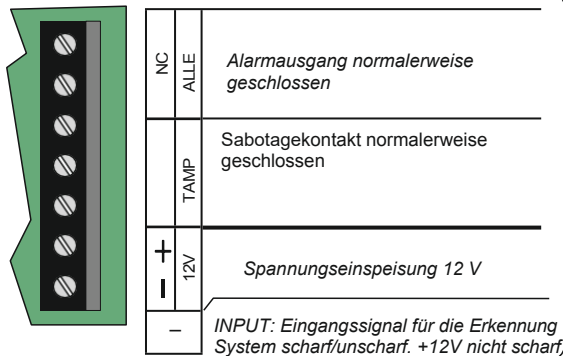 NC
ALLE
Alarmausgang normalerweise
geschlossen
TAMP
Sabotagekontakt normalerweise
geschlossen
+
–
12V
Spannungseinspeisung 12 V
–
INPUT: Eingangssignal für die Erkennung
System scharf/unscharf. +12V nicht scharf,